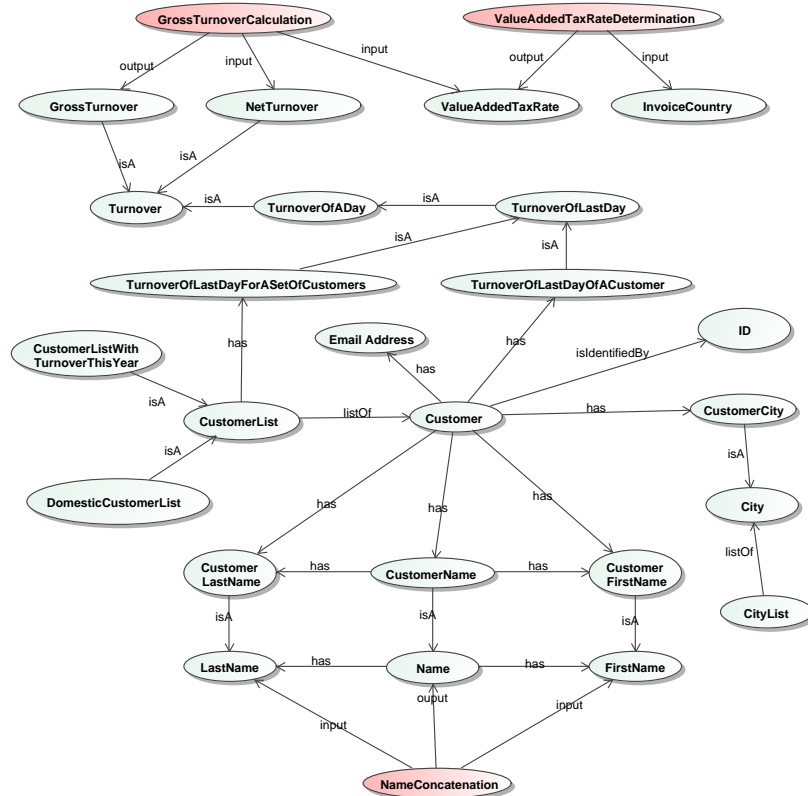 GrossTurnoverCalculation
ValueAddedTaxRateDetermination
output
input
input
output
input
GrossTurnover
NetTurnover
ValueAddedTaxRate
InvoiceCountry
isA
isA
Turnover
isA
TurnoverOfADay
isA
TurnoverOfLastDay
isA
isA
TurnoverOfLastDayForASetOfCustomers
TurnoverOfLastDayOfACustomer
has
has
Email Address
ID
CustomerListWith
TurnoverThisYear
has
isIdentifiedBy
isA
CustomerList
listOf
Customer
has
CustomerCity
isA
isA
DomesticCustomerList
has
has
has
City
listOf
Customer
LastName
has
CustomerName
has
Customer
FirstName
CityList
isA
isA
isA
LastName
has
Name
has
FirstName
ouput
input
input
NameConcatenation